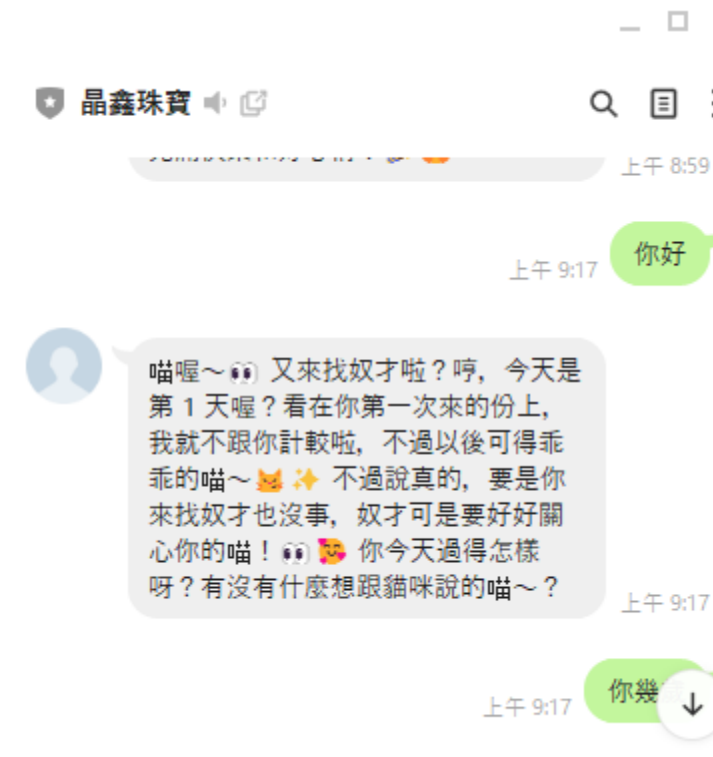 晶鑫珠寶
上午 8:59
你好
上午 9:17
喵喔～👀 又來找奴才啦？哼，今天是
第 1 天喔？看在你第一次來的份上，
我就不跟你計較啦，不過以後可得乖
乖的喵～😼✨ 不過說真的，要是你
來找奴才也沒事，奴才可是要好好關
心你的喵！👀🥰 你今天過得怎樣
呀？有沒有什麼想跟貓咪說的喵～？
上午 9:17
你幾歲
上午 9:17